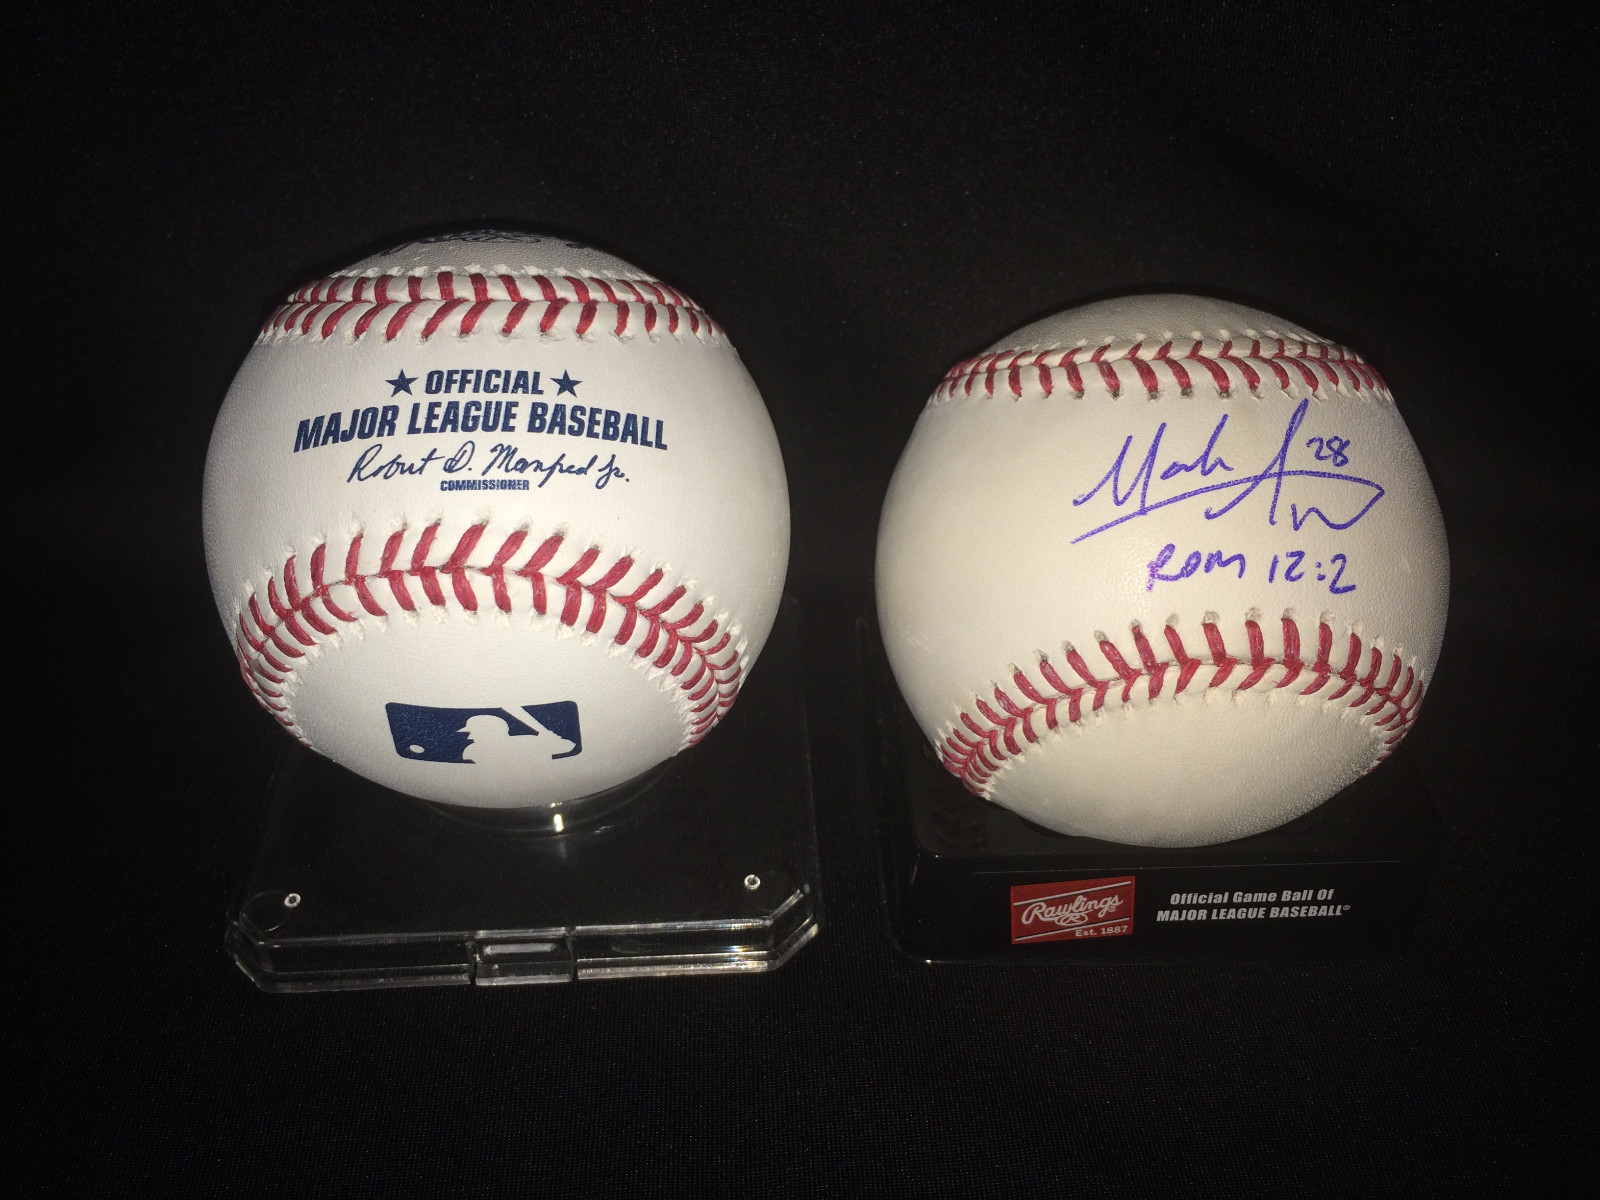 ★ OFFICIAL ★
MAJOR LEAGUE BASEBALL
Robert D. Manfred Jr.
COMMISSIONER
28
ROM 12:2
Rawlings
Est. 1887
Official Game Ball Of
MAJOR LEAGUE BASEBALL®